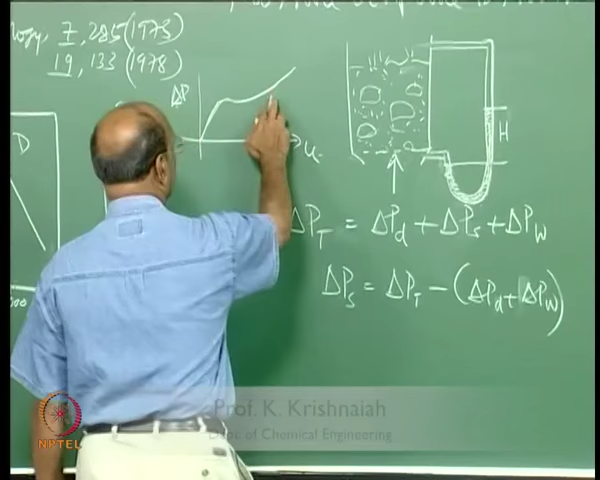 logy, 7, 285 (1973)
19, 133 (1978)
ΔP
u
D
H
ΔP_T = ΔP_d + ΔP_s + ΔP_w
ΔP_s = ΔP_T - (ΔP_d + ΔP_w)
Prof. K. Krishnaiah
Dept. of Chemical Engineering
NPTEL